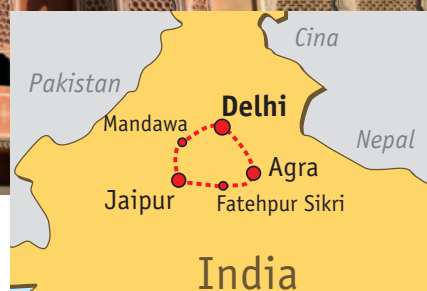 Cina
Pakistan
Delhi
Mandawa
Nepal
Agra
Jaipur
Fatehpur Sikri
India